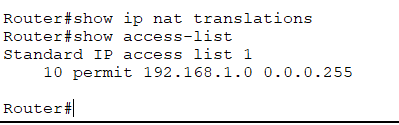 Router#show ip nat translations
Router#show access-list
Standard IP access list 1
    10 permit 192.168.1.0 0.0.0.255
Router#